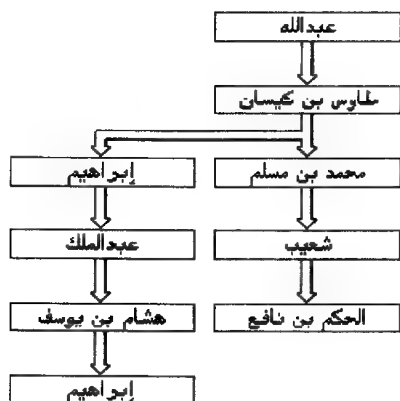 عبدالله
طاوس بن كيسان
محمد بن مسلم
إبراهيم
شعيب
عبدالملك
الحكم بن نافع
هشام بن يوسف
إبراهيم